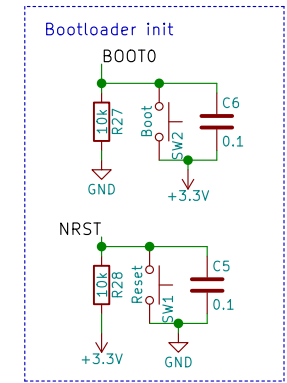 Bootloader init
BOOT0
10k
R27
Boot
SW2
C6
0.1
GND
+3.3V
NRST
10k
R28
Reset
SW1
C5
0.1
+3.3V
GND